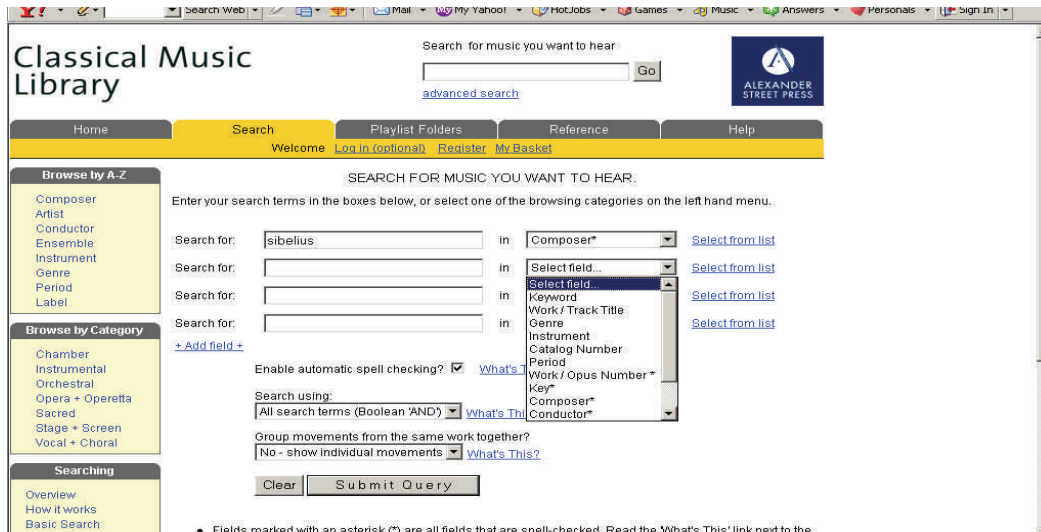 Search Web Mail My Yahoo! HotJobs Games Music Answers Personals Sign In
Classical Music
Library
Search for music you want to hear
Go
advanced search
ALEXANDER
STREET PRESS
Home Search Playlist Folders Reference Help
Welcome Log in (optional) Register My Basket
Browse by A-Z
Composer
Artist
Conductor
Ensemble
Instrument
Genre
Period
Label
Browse by Category
Chamber
Instrumental
Orchestral
Opera + Operetta
Sacred
Stage + Screen
Vocal + Choral
Searching
Overview
How it works
Basic Search
SEARCH FOR MUSIC YOU WANT TO HEAR.
Enter your search terms in the boxes below, or select one of the browsing categories on the left hand menu.
Search for: sibelius in Composer* Select from list
Search for: in Select field... Select from list
Search for: in Select from list
Search for: in Select from list
Select field...
Keyword
Work / Track Title
Genre
Instrument
Catalog Number
Period
Work / Opus Number *
Key*
Composer*
Conductor*
+ Add field +
Enable automatic spell checking? What's T
Search using:
All search terms (Boolean 'AND') What's Thi
Group movements from the same work together?
No - show individual movements What's This?
Clear Submit Query
• Fields marked with an asterisk (*) are all fields that are spell-checked. Read the 'What's This' link next to the